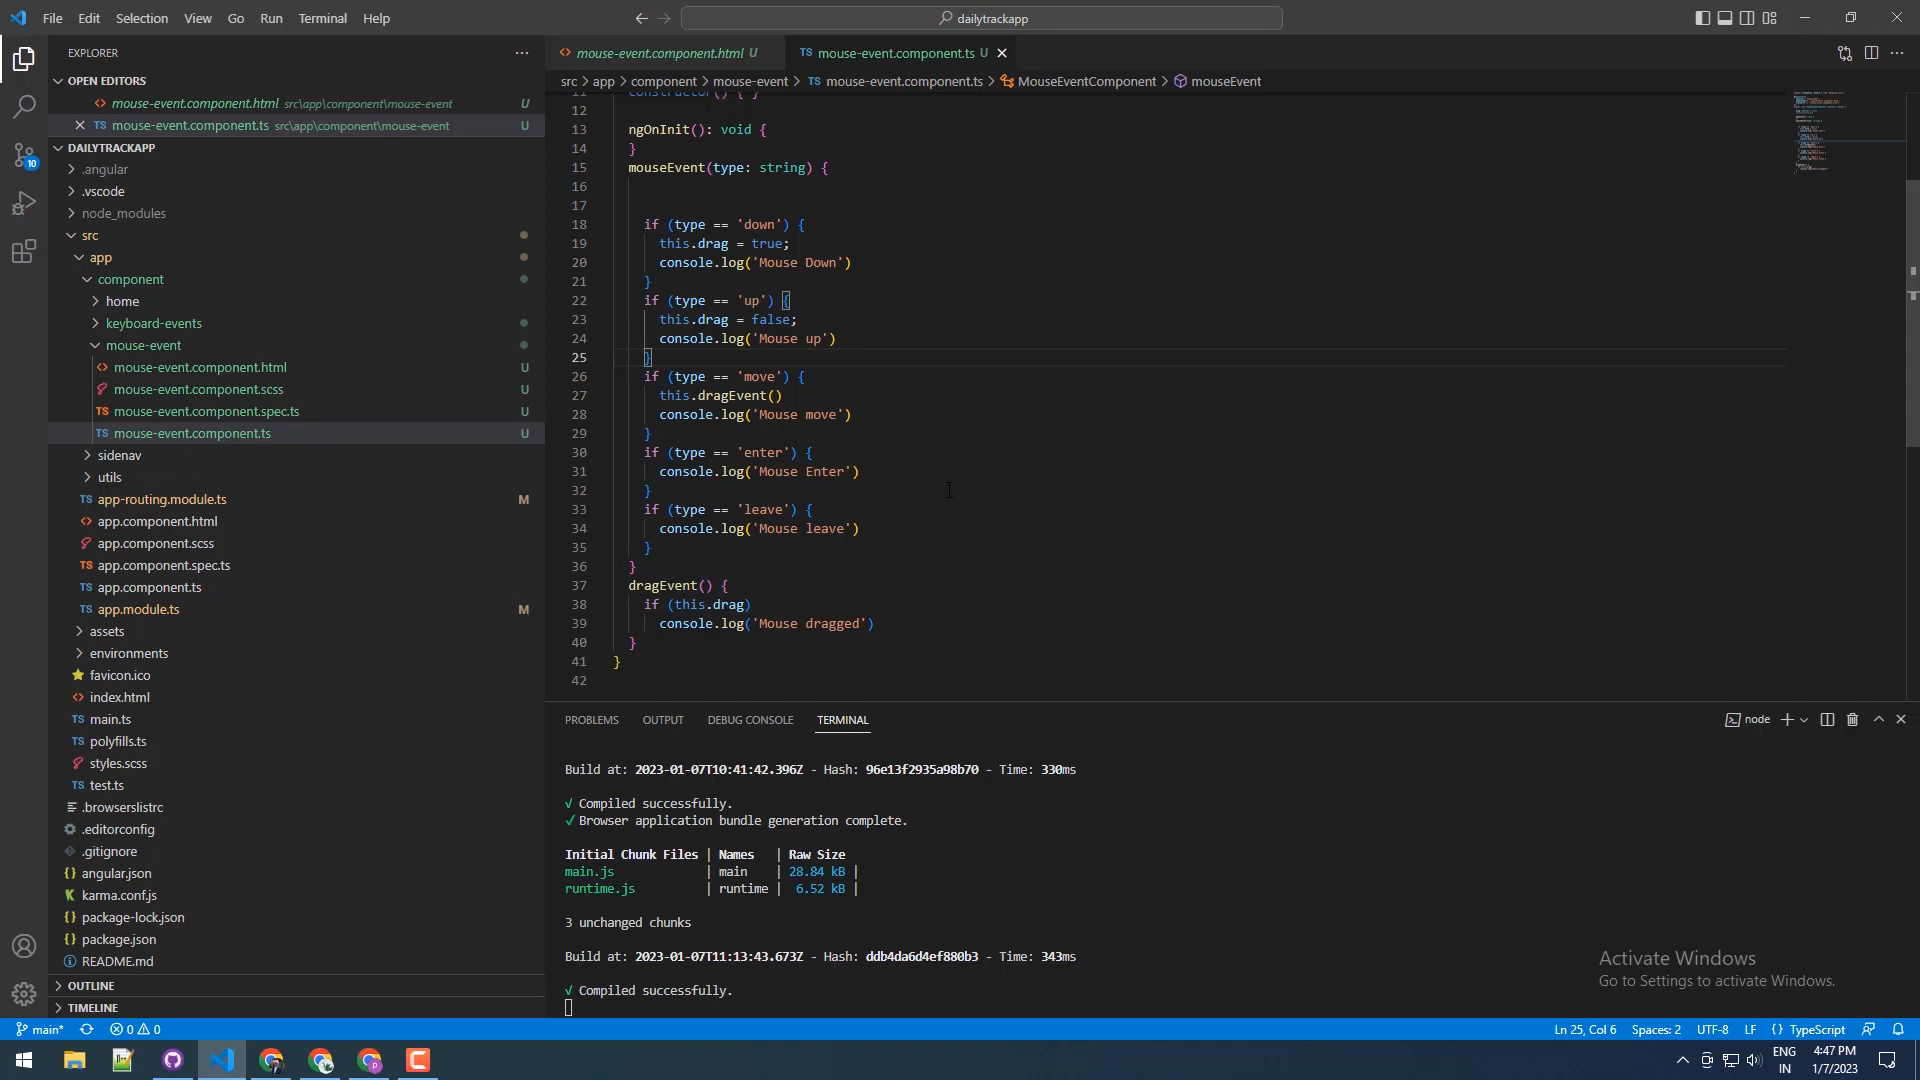 File Edit Selection View Go Run Terminal Help
dailytrackapp
EXPLORER
mouse-event.component.html U
TS mouse-event.component.ts U
OPEN EDITORS
mouse-event.component.html src\app\component\mouse-event U
TS mouse-event.component.ts src\app\component\mouse-event U
DAILYTRACKAPP
.angular
.vscode
node_modules
src
app
component
home
keyboard-events
mouse-event
mouse-event.component.html U
mouse-event.component.scss U
TS mouse-event.component.spec.ts U
TS mouse-event.component.ts U
sidenav
utils
TS app-routing.module.ts M
app.component.html
app.component.scss
TS app.component.spec.ts
TS app.component.ts
TS app.module.ts M
assets
environments
favicon.ico
index.html
TS main.ts
TS polyfills.ts
styles.scss
TS test.ts
.browserslistrc
.editorconfig
.gitignore
{} angular.json
karma.conf.js
{} package-lock.json
{} package.json
README.md
OUTLINE
TIMELINE
10
src > app > component > mouse-event > TS mouse-event.component.ts > MouseEventComponent > mouseEvent
11 constructor() { }
12
13 ngOnInit(): void {
14 }
15 mouseEvent(type: string) {
16
17
18 if (type == 'down') {
19 this.drag = true;
20 console.log('Mouse Down')
21 }
22 if (type == 'up') {
23 this.drag = false;
24 console.log('Mouse up')
25 }
26 if (type == 'move') {
27 this.dragEvent()
28 console.log('Mouse move')
29 }
30 if (type == 'enter') {
31 console.log('Mouse Enter')
32 }
33 if (type == 'leave') {
34 console.log('Mouse leave')
35 }
36 }
37 dragEvent() {
38 if (this.drag)
39 console.log('Mouse dragged')
40 }
41 }
42
PROBLEMS OUTPUT DEBUG CONSOLE TERMINAL
node
Build at: 2023-01-07T10:41:42.396Z - Hash: 96e13f2935a98b70 - Time: 330ms
√ Compiled successfully.
✓ Browser application bundle generation complete.
Initial Chunk Files | Names | Raw Size
main.js | main | 28.84 kB |
runtime.js | runtime | 6.52 kB |
3 unchanged chunks
Build at: 2023-01-07T11:13:43.673Z - Hash: ddb4da6d4ef880b3 - Time: 343ms
√ Compiled successfully.
Activate Windows
Go to Settings to activate Windows.
main* 0 0
Ln 25, Col 6 Spaces: 2 UTF-8 LF {} TypeScript
ENG
IN
4:47 PM
1/7/2023